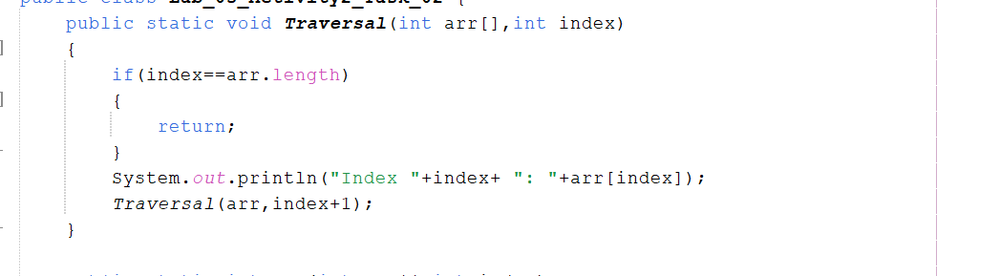 public static void Traversal(int arr[],int index)
{
if(index==arr.length)
{
return;
}
System.out.println("Index "+index+ ": "+arr[index]);
Traversal(arr,index+1);
}